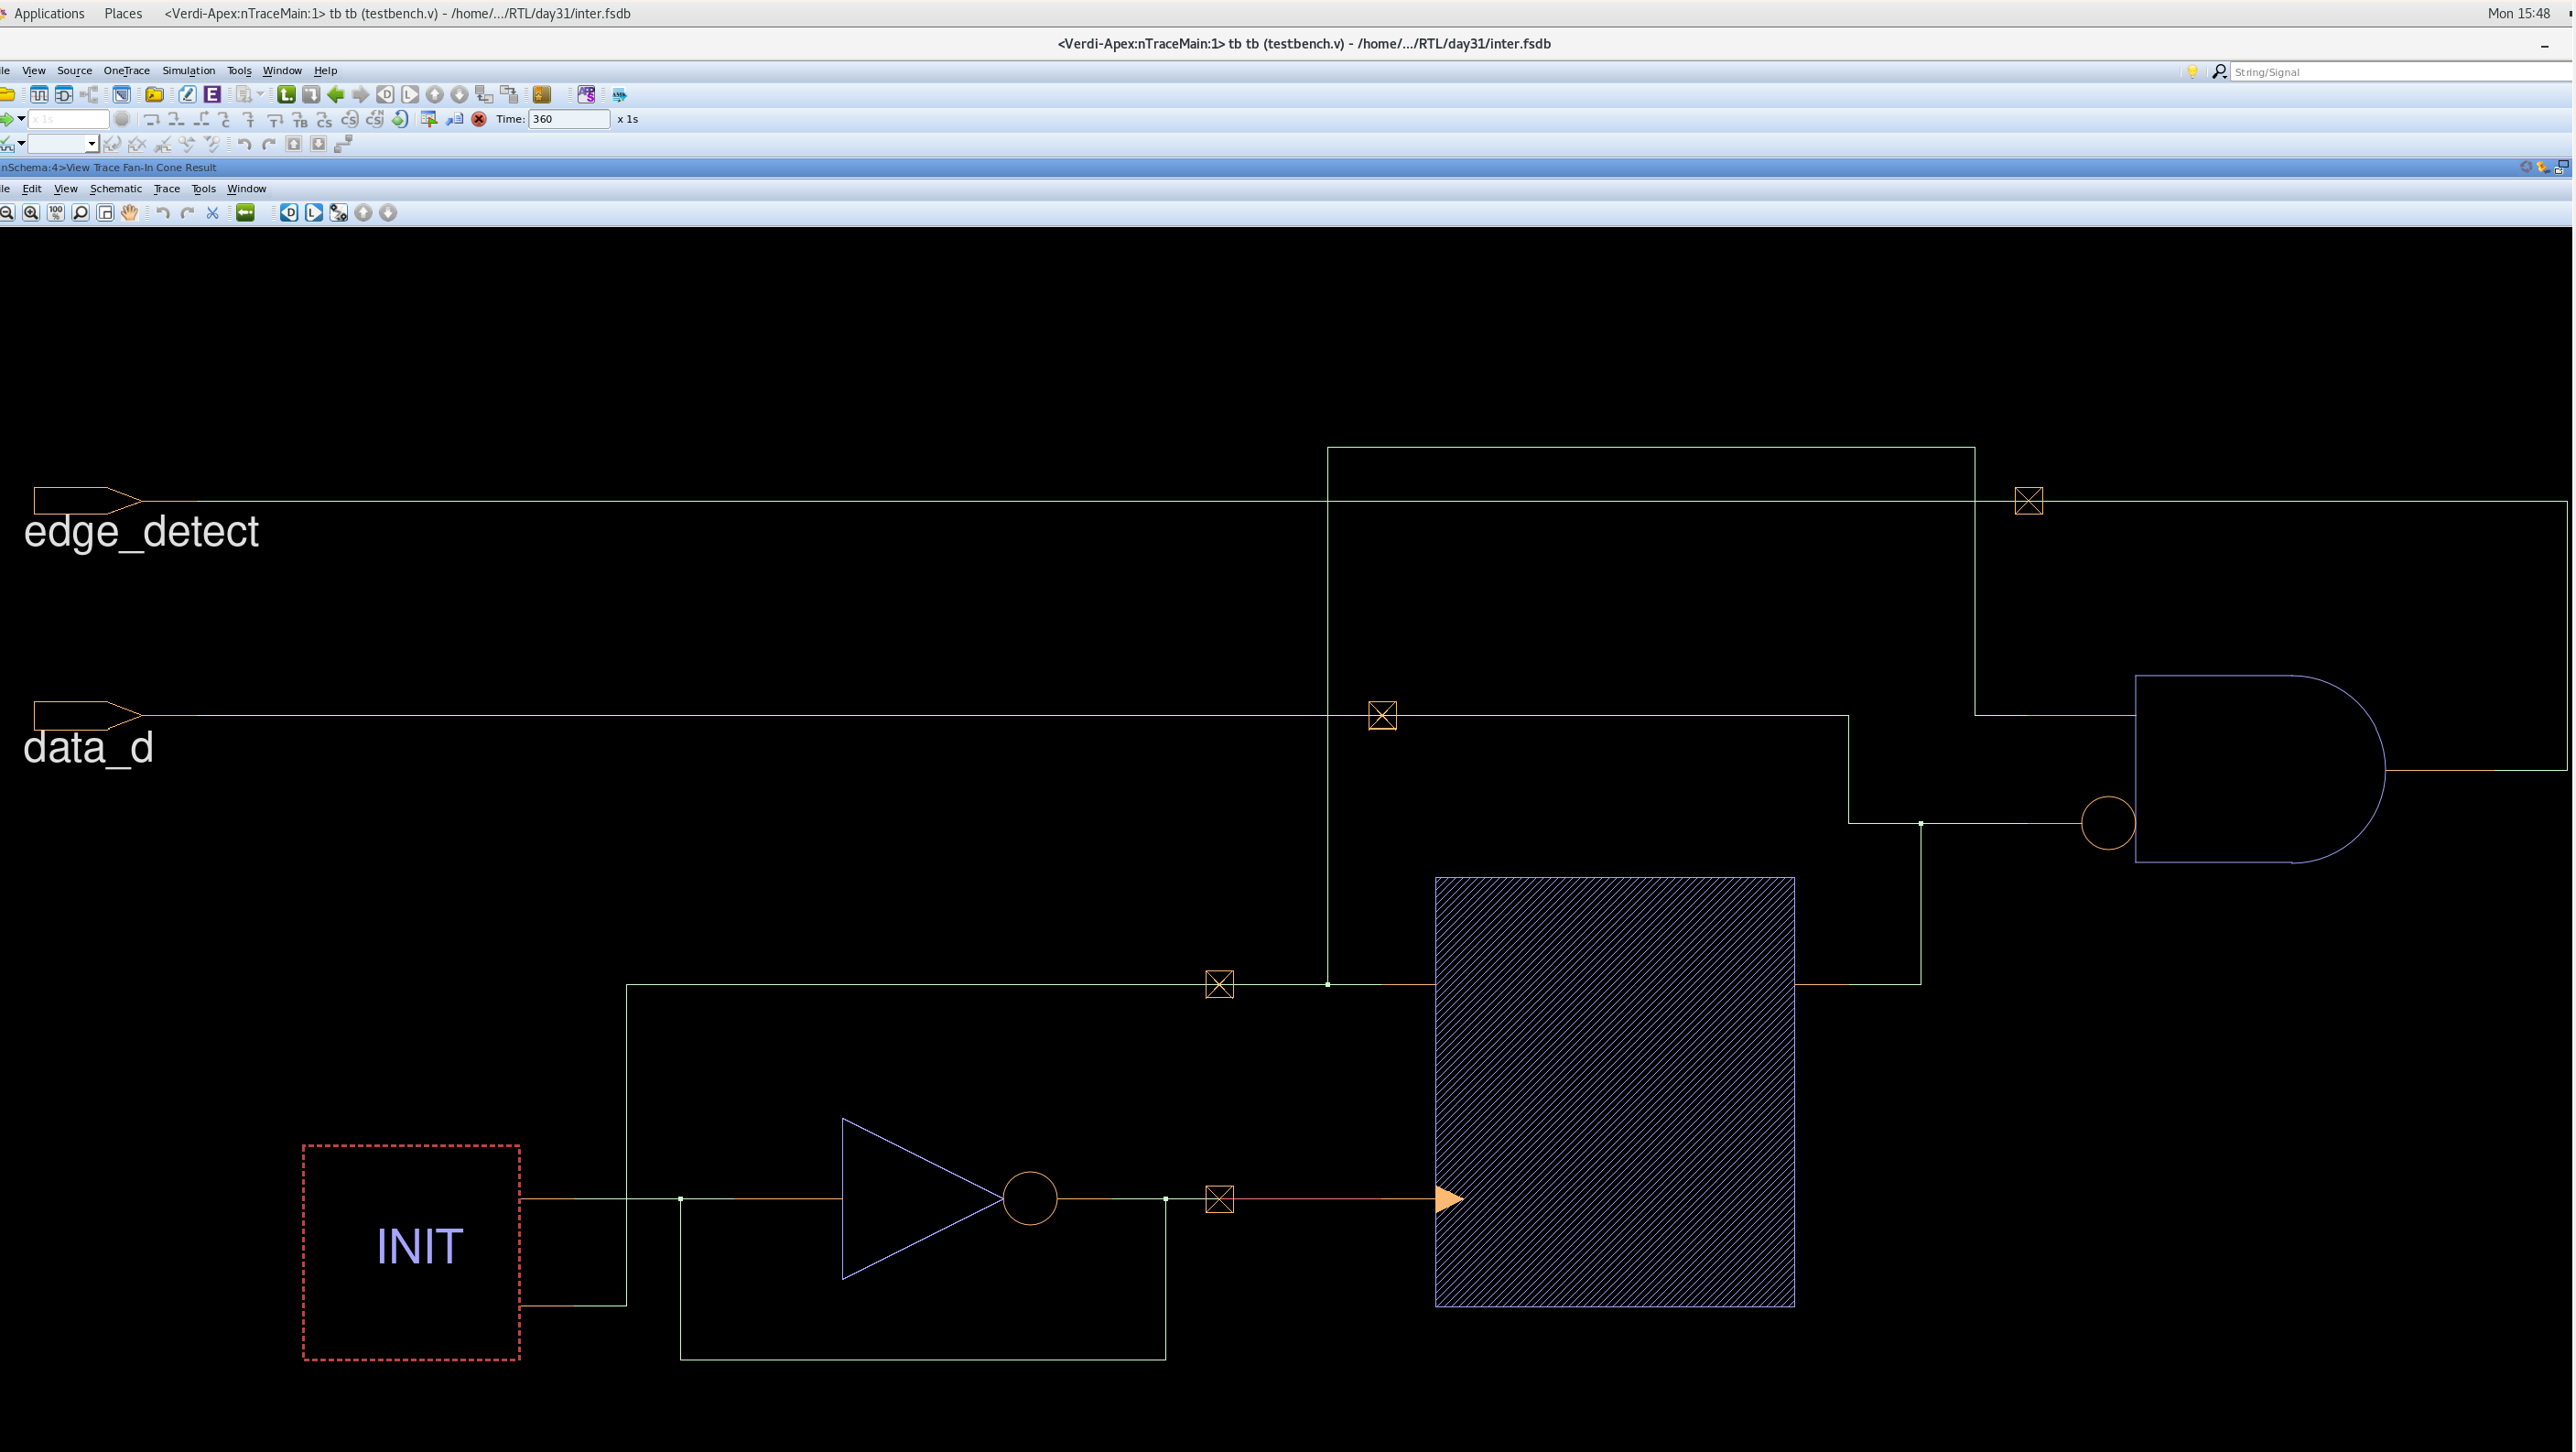 Applications Places <Verdi-Apex:nTraceMain:1> tb tb (testbench.v) - /home/.../RTL/day31/inter.fsdb Mon 15:48
<Verdi-Apex:nTraceMain:1> tb tb (testbench.v) - /home/.../RTL/day31/inter.fsdb
ile View Source OneTrace Simulation Tools Window Help String/Signal
x 1s Time: 360 x 1s
nSchema:4>View Trace Fan-In Cone Result
ile Edit View Schematic Trace Tools Window
edge_detect
data_d
INIT